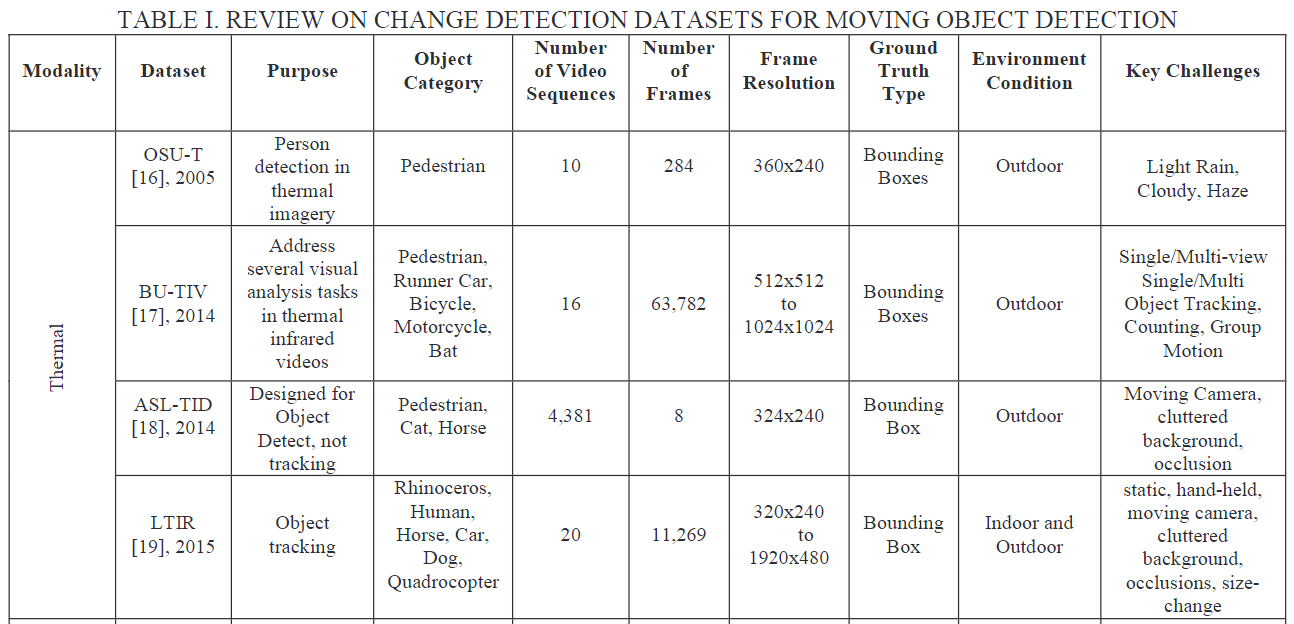 TABLE I. REVIEW ON CHANGE DETECTION DATASETS FOR MOVING OBJECT DETECTION
Modality
Dataset
Purpose
Object
Category
Number
of Video
Sequences
Number
of
Frames
Frame
Resolution
Ground
Truth
Type
Environment
Condition
Key Challenges
Thermal
OSU-T
[16], 2005
Person
detection in
thermal
imagery
Pedestrian
10
284
360x240
Bounding
Boxes
Outdoor
Light Rain,
Cloudy, Haze
BU-TIV
[17], 2014
Address
several visual
analysis tasks
in thermal
infrared
videos
Pedestrian,
Runner Car,
Bicycle,
Motorcycle,
Bat
16
63,782
512x512
to
1024x1024
Bounding
Boxes
Outdoor
Single/Multi-view
Single/Multi
Object Tracking,
Counting, Group
Motion
ASL-TID
[18], 2014
Designed for
Object
Detect, not
tracking
Pedestrian,
Cat, Horse
4,381
8
324x240
Bounding
Box
Outdoor
Moving Camera,
cluttered
background,
occlusion
LTIR
[19], 2015
Object
tracking
Rhinoceros,
Human,
Horse, Car,
Dog,
Quadrocopter
20
11,269
320x240
to
1920x480
Bounding
Box
Indoor and
Outdoor
static, hand-held,
moving camera,
cluttered
background,
occlusions, size-
change